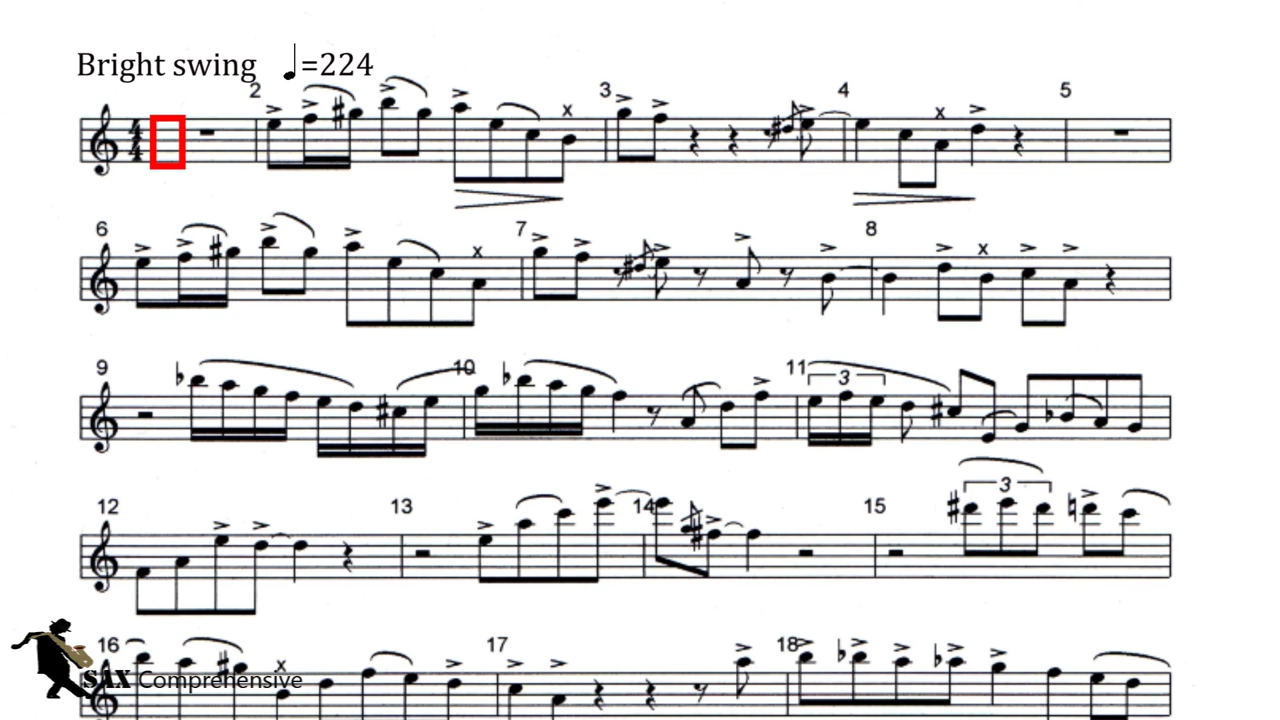 Bright swing ♩=224
2 3 4 5
6 7 8
9 10 11 3
12 13 14 15 3
16 17 18
SAX Comprehensive